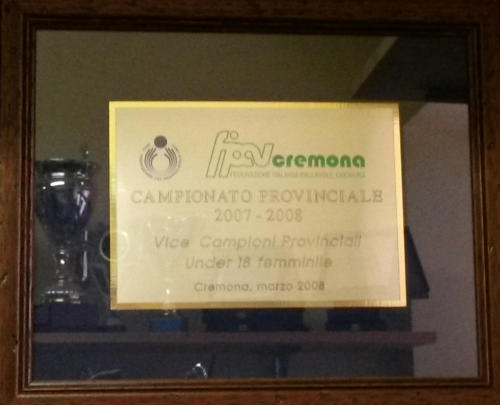 fipav cremona
FEDERAZIONE ITALIANA PALLAVOLO, CREMONA
CAMPIONATO PROVINCIALE
2007 - 2008
Vice Campioni Provinciali
Under 18 femminile
Cremona, marzo 2008